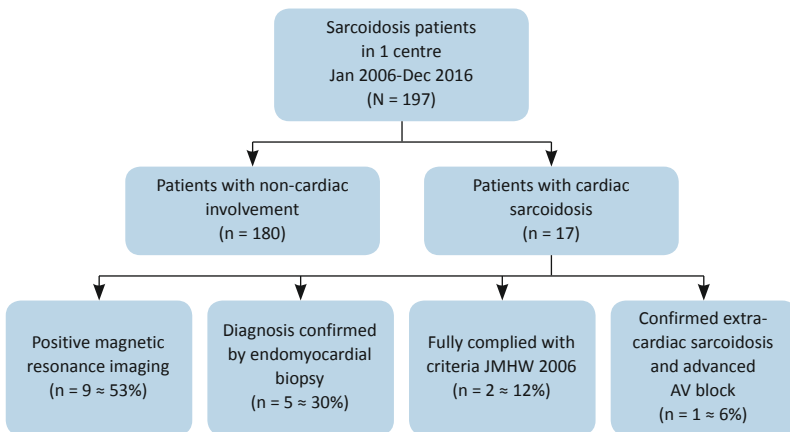 Sarcoidosis patients
in 1 centre
Jan 2006-Dec 2016
(N = 197)
Patients with non-cardiac
involvement
(n = 180)
Patients with cardiac
sarcoidosis
(n = 17)
Positive magnetic
resonance imaging
(n = 9 ≈ 53%)
Diagnosis confirmed
by endomyocardial
biopsy
(n = 5 ≈ 30%)
Fully complied with
criteria JMHW 2006
(n = 2 ≈ 12%)
Confirmed extra-
cardiac sarcoidosis
and advanced
AV block
(n = 1 ≈ 6%)